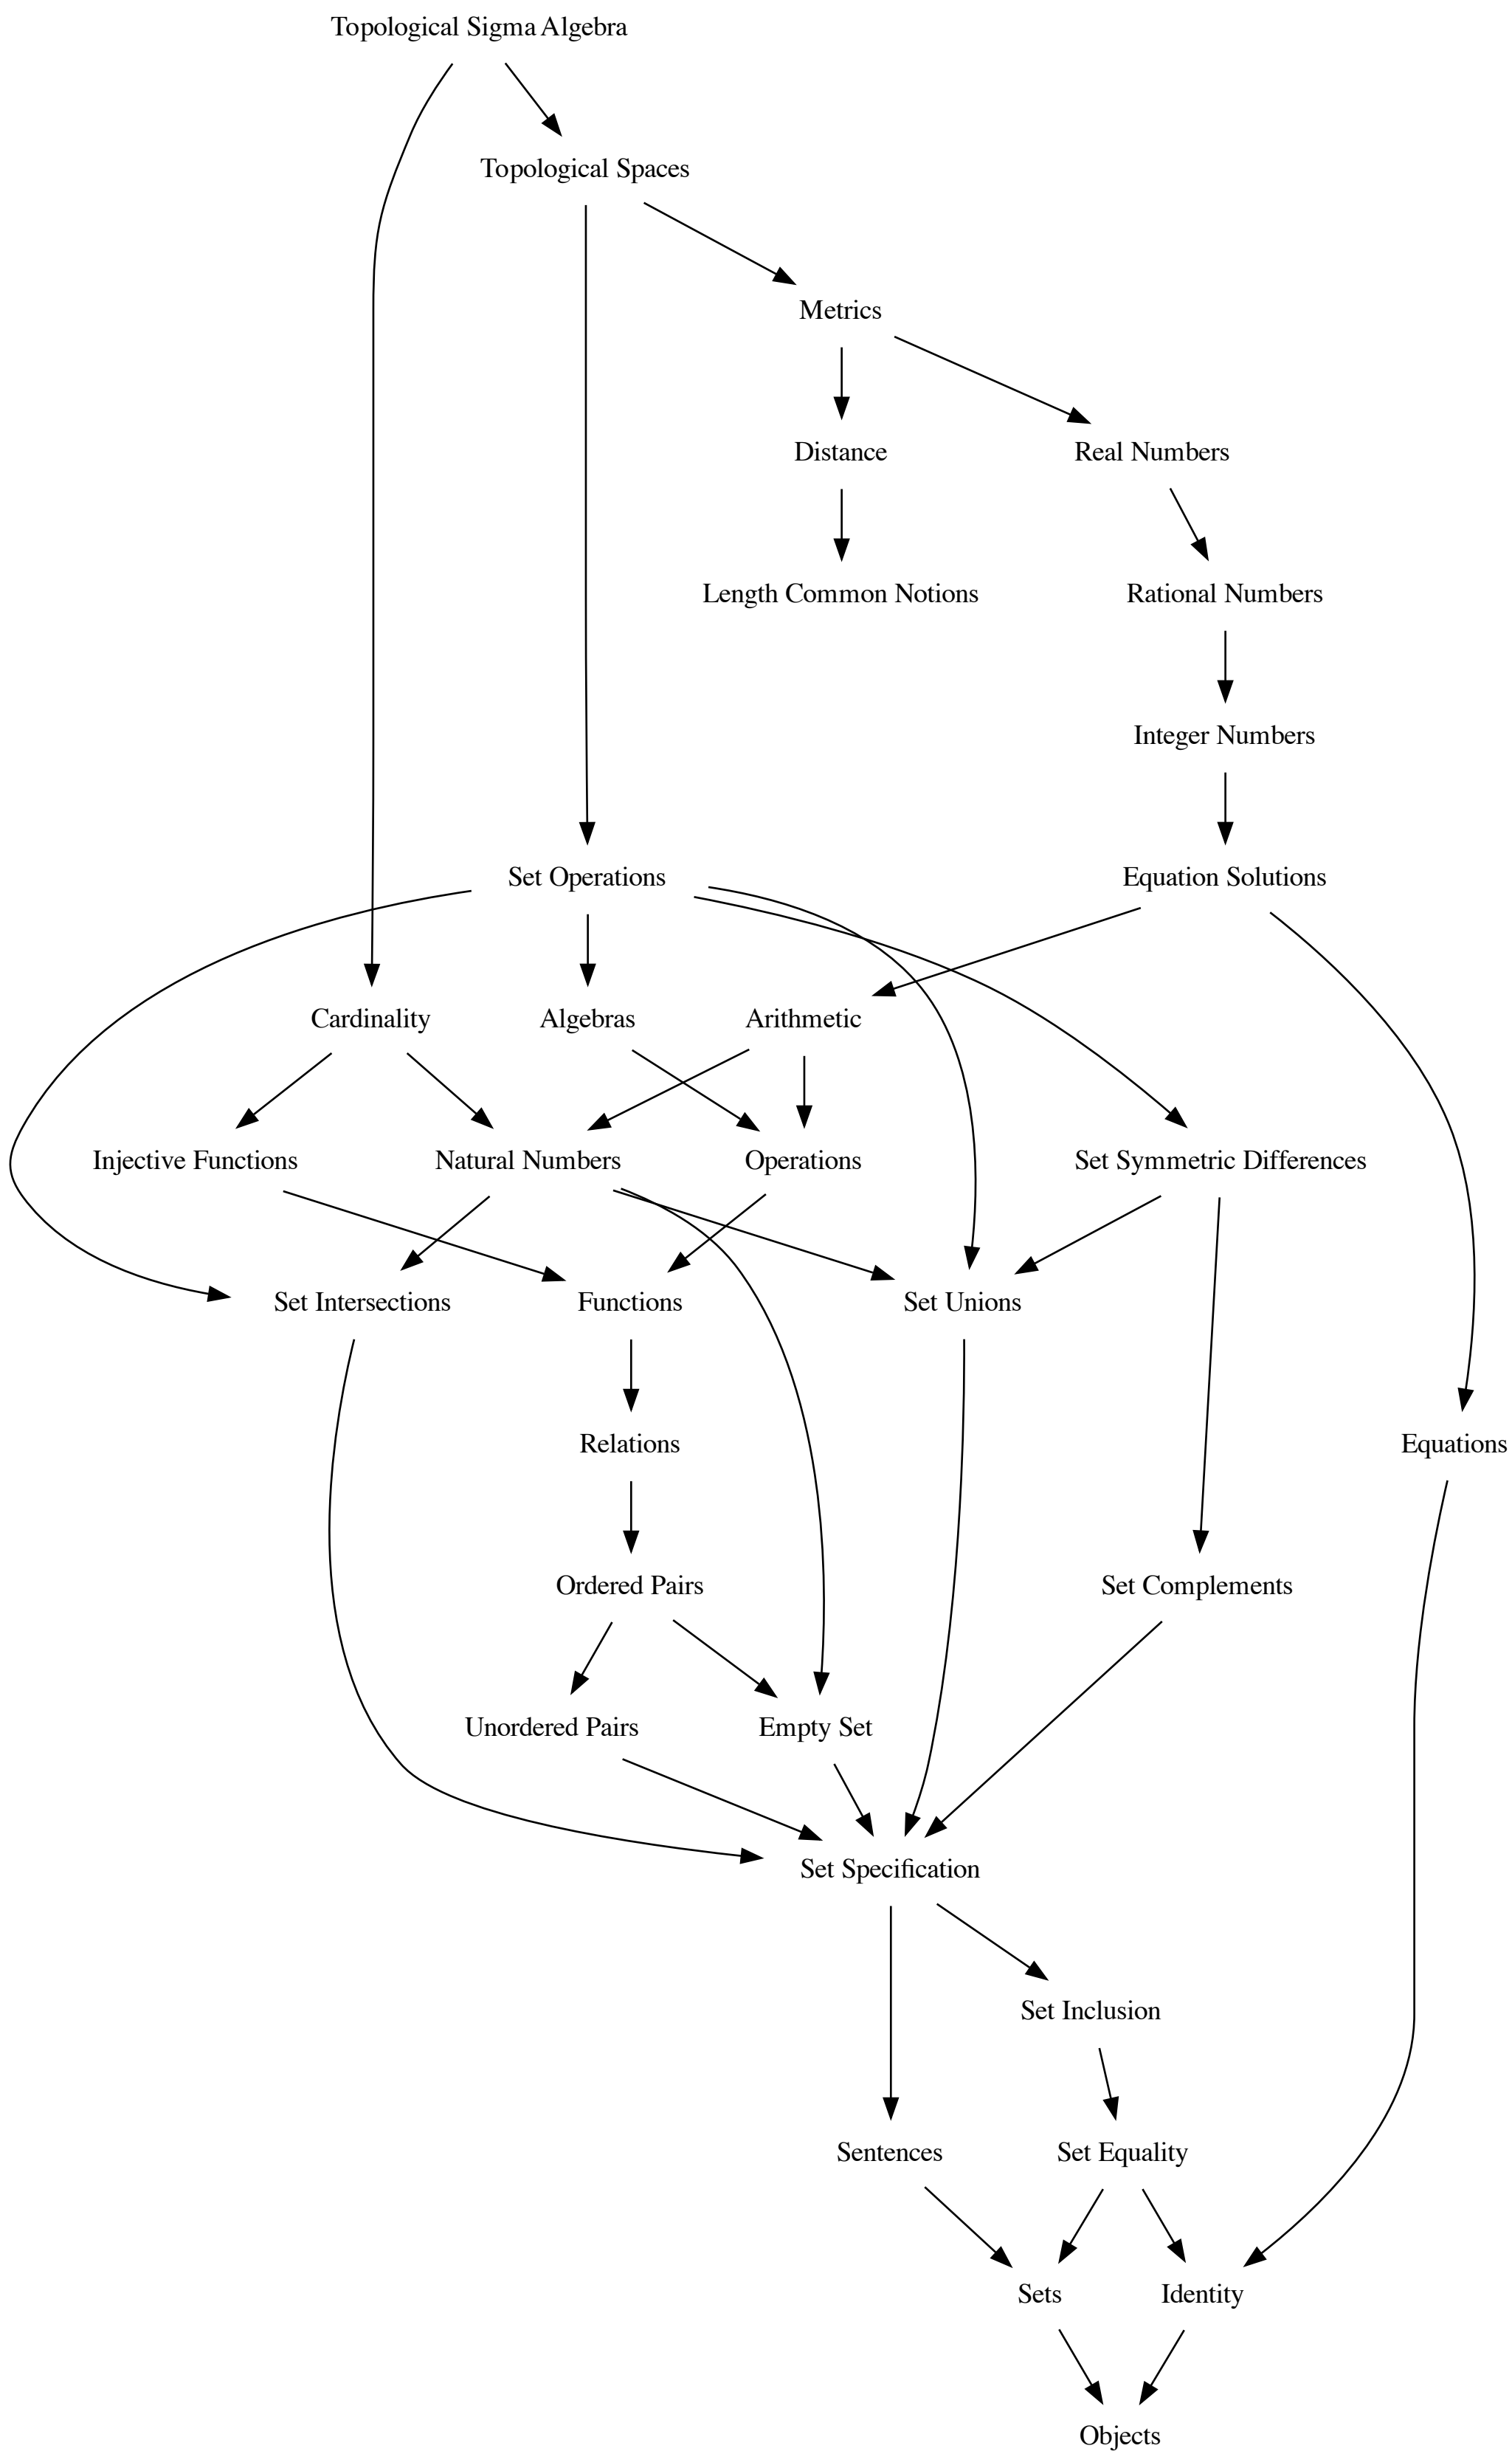 Topological Sigma Algebra
Topological Spaces
Metrics
Distance
Real Numbers
Length Common Notions
Rational Numbers
Integer Numbers
Set Operations
Equation Solutions
Cardinality
Algebras
Arithmetic
Injective Functions
Natural Numbers
Operations
Set Symmetric Differences
Set Intersections
Functions
Set Unions
Relations
Equations
Ordered Pairs
Set Complements
Unordered Pairs
Empty Set
Set Specification
Set Inclusion
Sentences
Set Equality
Sets
Identity
Objects